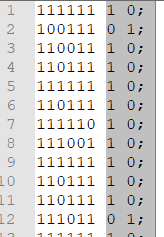 1 111111 1 0;
2 100111 0 1;
3 110011 1 0;
4 110111 1 0;
5 111111 1 0;
6 110111 1 0;
7 111110 1 0;
8 111001 1 0;
9 111111 1 0;
10 110111 1 0;
11 110111 1 0;
12 111011 0 1;